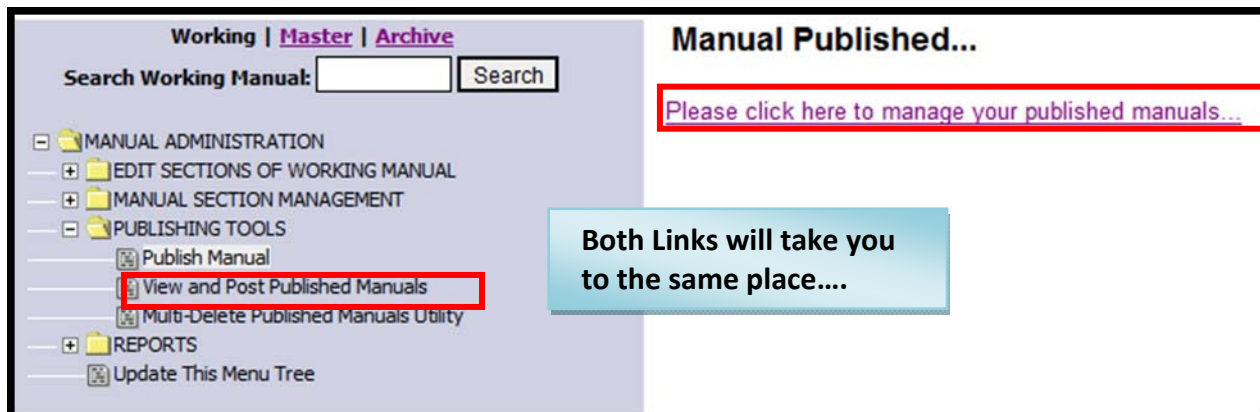 Working | Master | Archive
Search Working Manual: Search
MANUAL ADMINISTRATION
EDIT SECTIONS OF WORKING MANUAL
MANUAL SECTION MANAGEMENT
PUBLISHING TOOLS
Publish Manual
View and Post Published Manuals
Multi-Delete Published Manuals Utility
REPORTS
Update This Menu Tree
Manual Published...
Please click here to manage your published manuals...
Both Links will take you
to the same place....